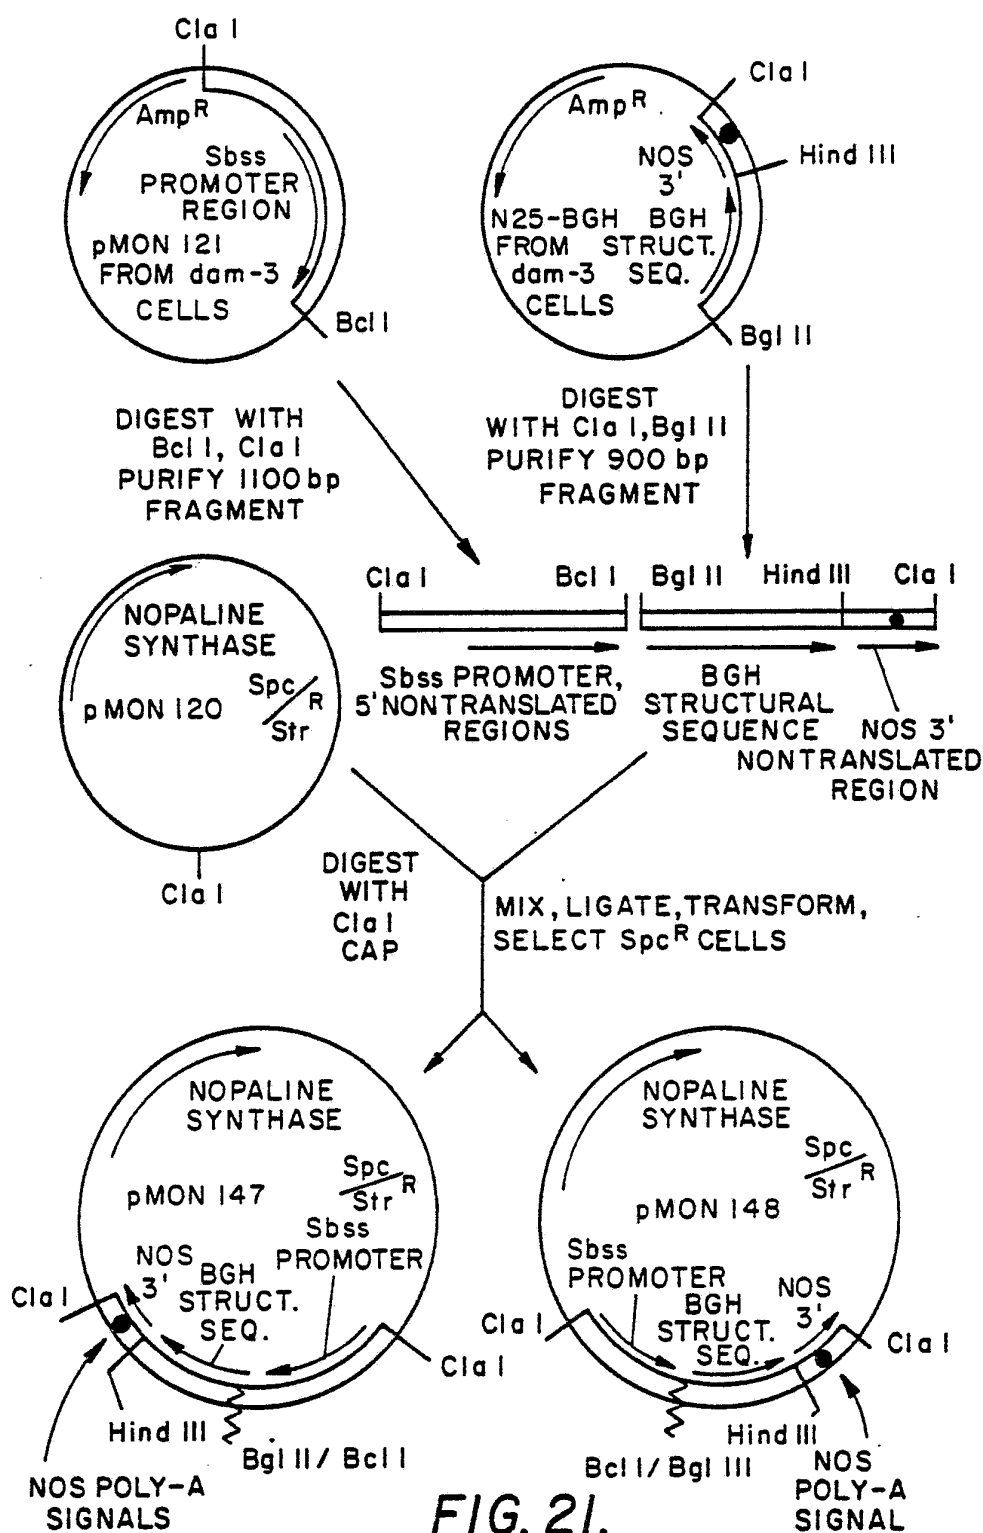 Cla I
Amp R
Sbss
PROMOTER
REGION
pMON 121
FROM dam-3
CELLS
Bcl I
Cla I
Amp R
NOS
3'
Hind III
N25-BGH
FROM
dam-3
CELLS
BGH
STRUCT.
SEQ.
Bgl II
DIGEST WITH
Bcl I, Cla I
PURIFY 1100 bp
FRAGMENT
DIGEST
WITH Cla I, Bgl II
PURIFY 900 bp
FRAGMENT
Cla I
Bcl I
Bgl II
Hind III
Cla I
Sbss PROMOTER,
5' NONTRANSLATED
REGIONS
BGH
STRUCTURAL
SEQUENCE
NOS 3'
NONTRANSLATED
REGION
NOPALINE
SYNTHASE
pMON 120
Spc/Str R
Cla I
DIGEST
WITH
Cla I
CAP
MIX, LIGATE, TRANSFORM,
SELECT Spc R CELLS
NOPALINE
SYNTHASE
Spc/Str R
pMON 147
Sbss
PROMOTER
NOS
3'
BGH
STRUCT.
SEQ.
Cla I
Cla I
Hind III
Bgl II / Bcl I
NOS POLY-A
SIGNALS
NOPALINE
SYNTHASE
Spc/Str R
pMON 148
Sbss
PROMOTER
BGH
STRUCT.
SEQ.
NOS
3'
Cla I
Cla I
Hind III
Bcl I / Bgl III
NOS
POLY-A
SIGNAL
FIG. 21.